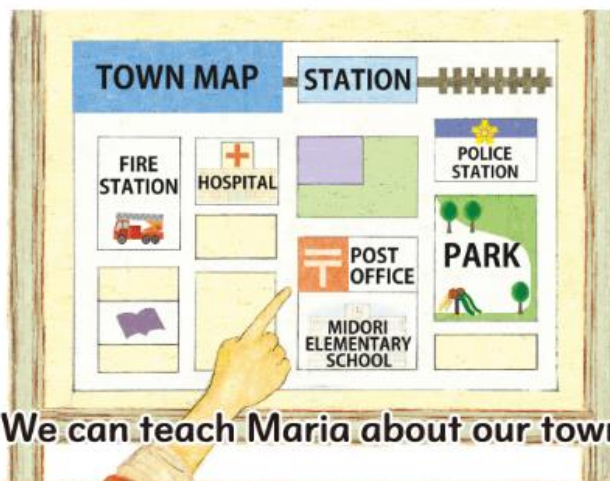 TOWN MAP
STATION
FIRE
STATION
HOSPITAL
POLICE
STATION
POST
OFFICE
PARK
MIDORI
ELEMENTARY
SCHOOL
We can teach Maria about our town